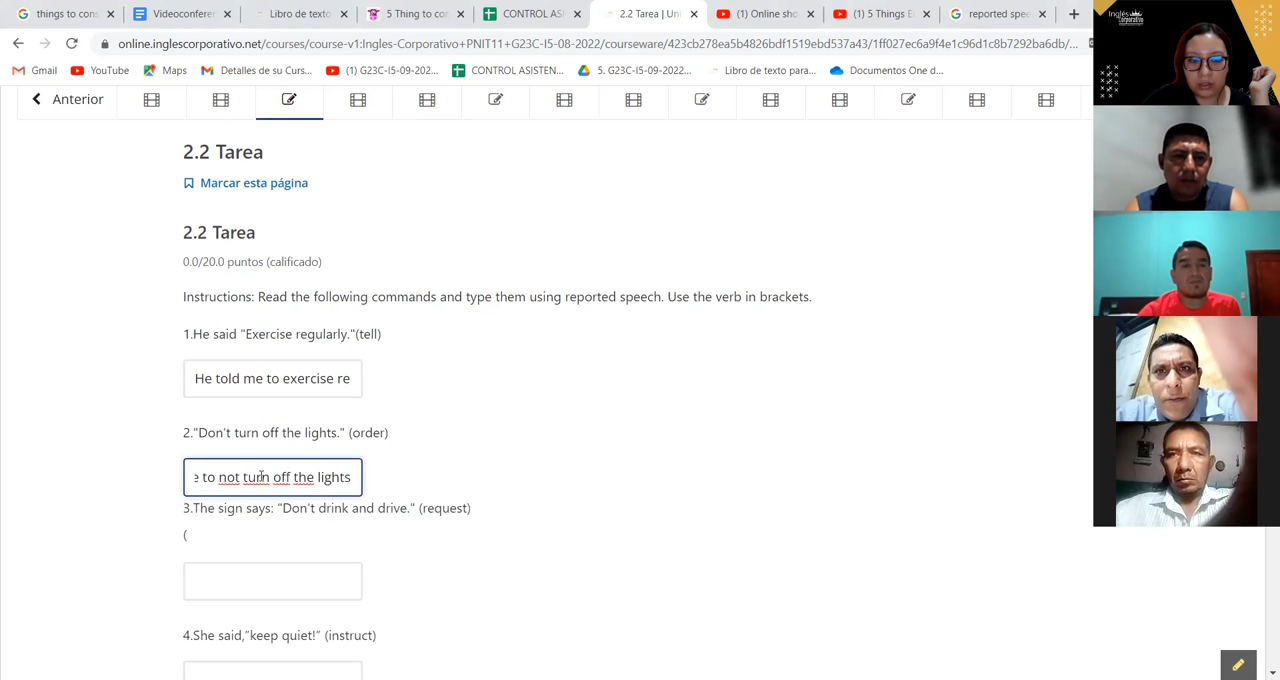 things to cons
Videoconferen
Libro de texto
5 Thing to con
CONTROL ASI
2.2 Tarea | Uni
(1) Online sho
(1) 5 Things E
reported spee
online.inglescorporativo.net/courses/course-v1:Ingles-Corporativo+PNIT11+G23C-I5-08-2022/courseware/423cb278ea5b4826bdf1519ebd537a43/1ff027ec6a9f4e1c96d1c8b7292ba6db/...
Gmail
YouTube
Maps
Detalles de su Curs...
(1) G23C-I5-09-202...
CONTROL ASISTEN...
5. G23C-I5-09-2022...
Libro de texto para...
Documentos One d...
Anterior
2.2 Tarea
Marcar esta página
2.2 Tarea
0.0/20.0 puntos (calificado)
Instructions: Read the following commands and type them using reported speech. Use the verb in brackets.
1.He said "Exercise regularly."(tell)
He told me to exercise re
2."Don't turn off the lights." (order)
e to not turn off the lights
3.The sign says: "Don't drink and drive." (request)
(
4.She said,"keep quiet!" (instruct)
Inglés
Corporativo